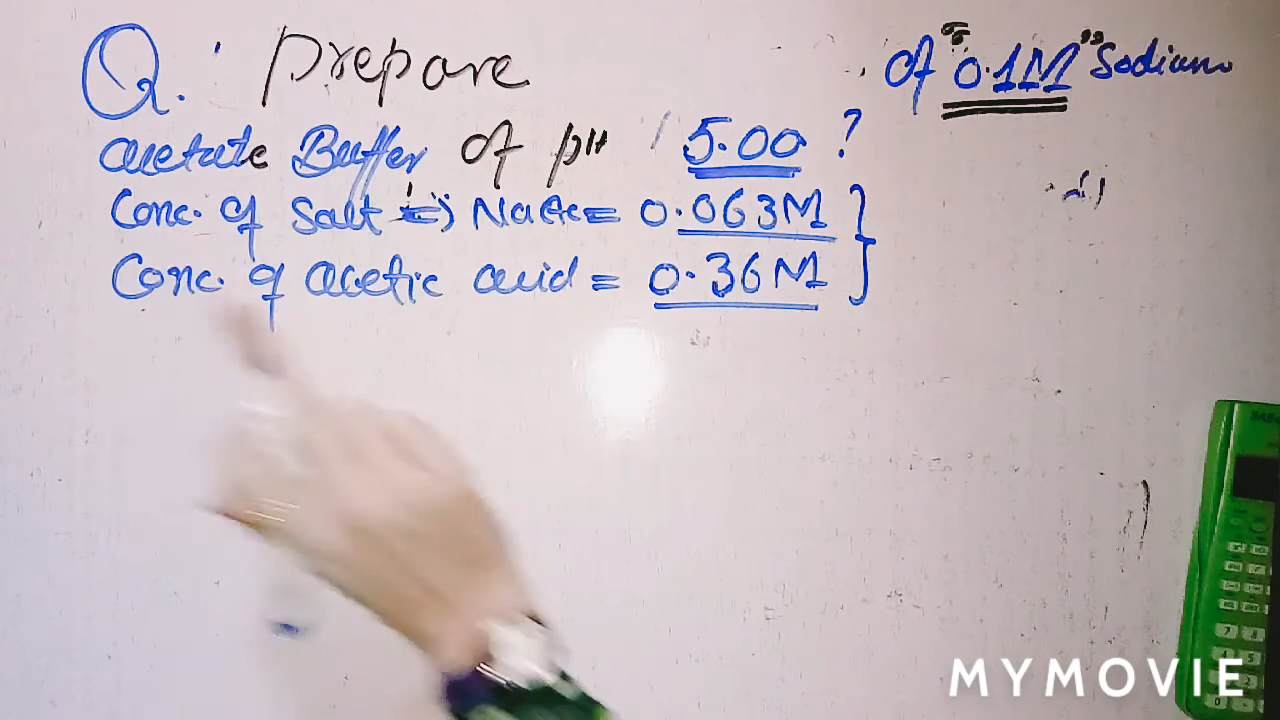 Q. : Prepare of "0.1M" Sodium
acetate Buffer of pH 5.00 ?
Conc. of Salt => NaAc = 0.063M
Conc. of acetic acid = 0.36M
MYMOVIE